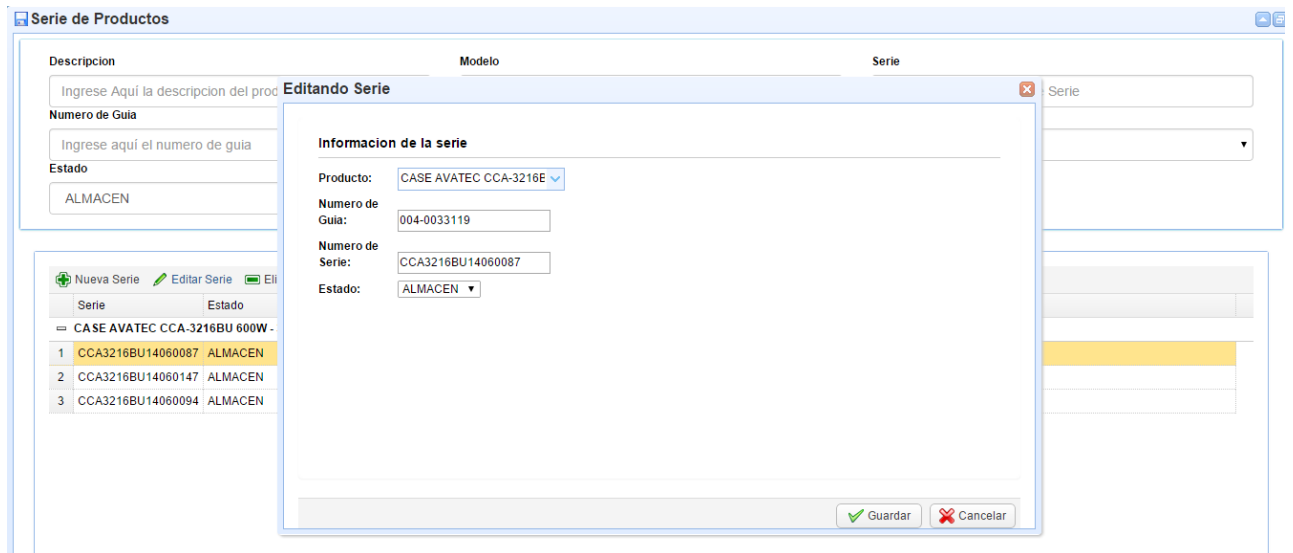 Serie de Productos
Descripcion Modelo Serie
Ingrese Aquí la descripcion del prod Serie
Editando Serie
Numero de Guia
Ingrese aquí el numero de guia
Estado
ALMACEN
Informacion de la serie
Producto: CASE AVATEC CCA-3216B
Numero de
Guia: 004-0033119
Numero de
Serie: CCA3216BU14060087
Estado: ALMACEN
Nueva Serie Editar Serie Eli
Serie Estado
CASE AVATEC CCA-3216BU 600W -
1 CCA3216BU14060087 ALMACEN
2 CCA3216BU14060147 ALMACEN
3 CCA3216BU14060094 ALMACEN
Guardar Cancelar